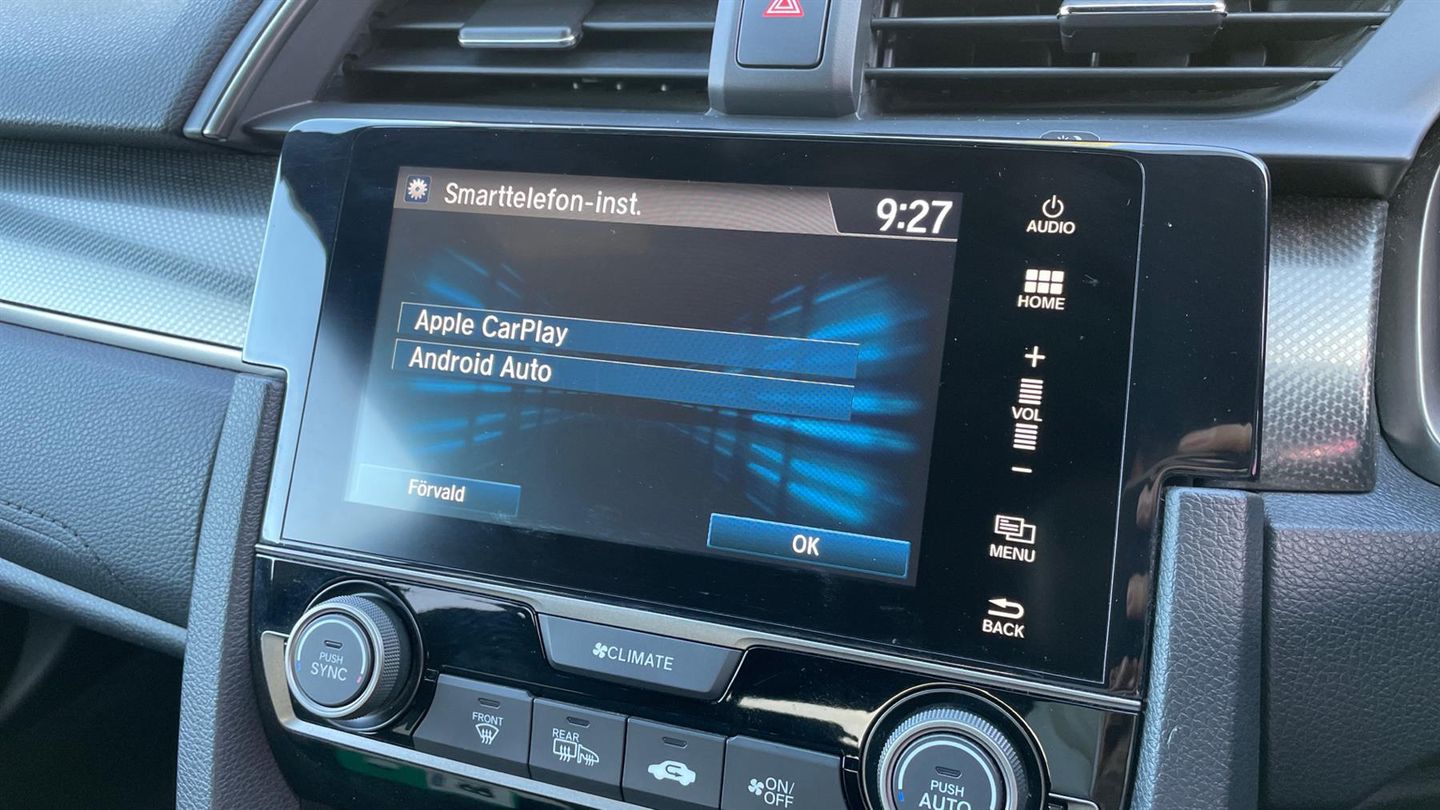 Smarttelefon-inst.
9:27
Apple CarPlay
Android Auto
Förvald
OK
AUDIO
HOME
+
VOL
-
MENU
BACK
CLIMATE
PUSH
SYNC
FRONT
REAR
ON/
OFF
PUSH
AUTO